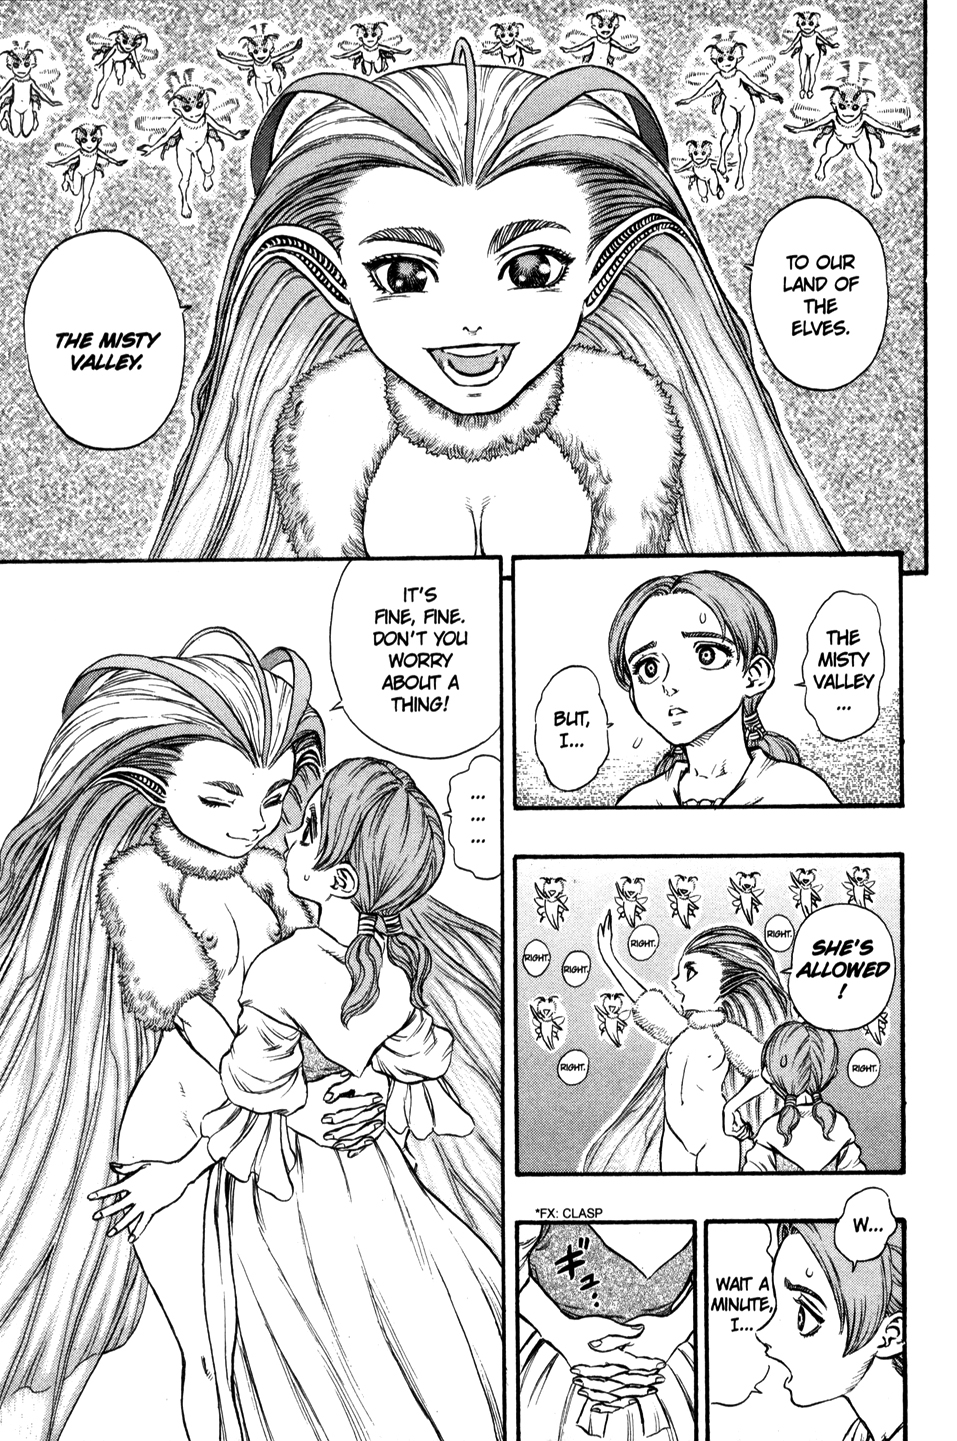 TO OUR
LAND OF
THE
ELVES.
THE MISTY
VALLEY.
THE
MISTY
VALLEY
...
BUT,
I...
SHE'S
ALLOWED
!
RIGHT.
RIGHT.
RIGHT.
RIGHT.
RIGHT.
RIGHT.
RIGHT.
W...
WAIT A
MINUTE,
I...
*FX: CLASP
ギュ
IT'S
FINE, FINE.
DON'T YOU
WORRY
ABOUT A
THING!
...
...
...